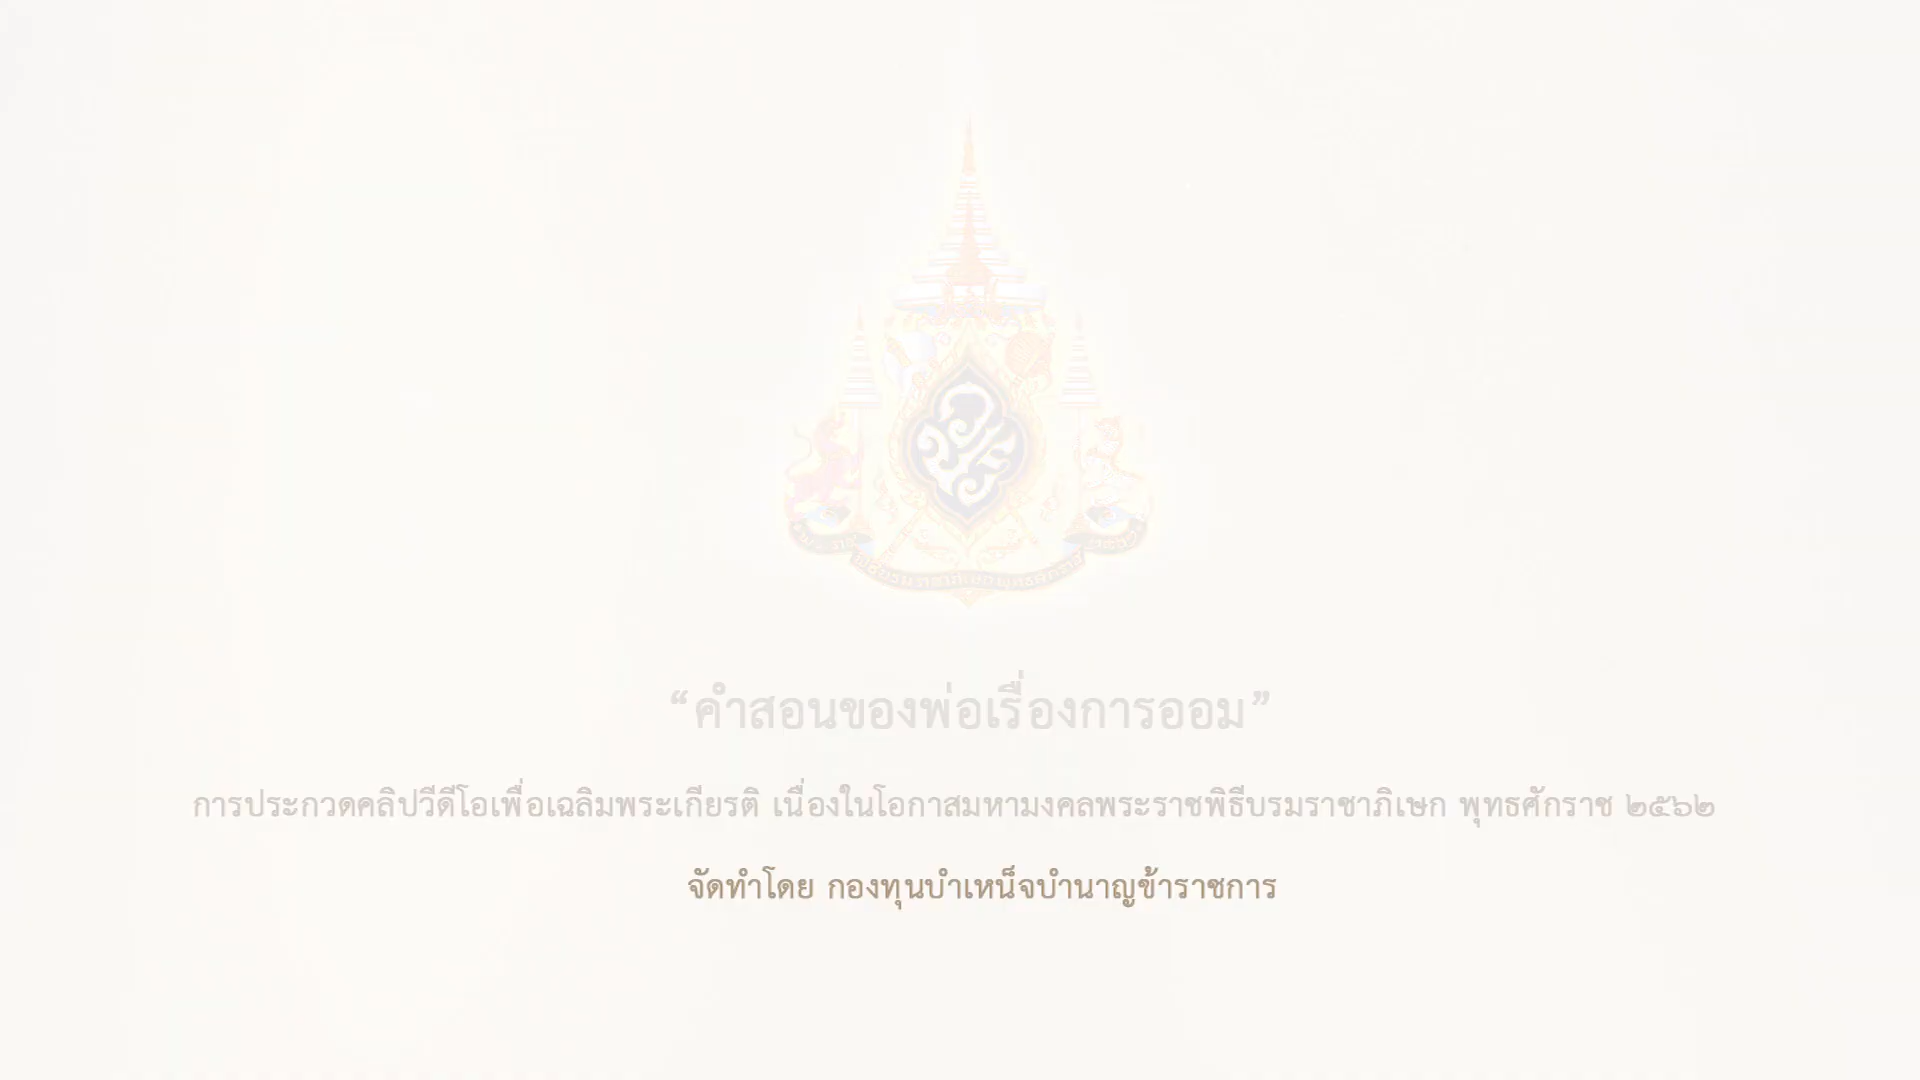 “คำสอนของพ่อเรื่องการออม”
การประกวดคลิปวีดีโอเพื่อเฉลิมพระเกียรติ เนื่องในโอกาสมหามงคลพระราชพิธีบรมราชาภิเษก พุทธศักราช ๒๕๖๒
จัดทำโดย กองทุนบำเหน็จบำนาญข้าราชการ